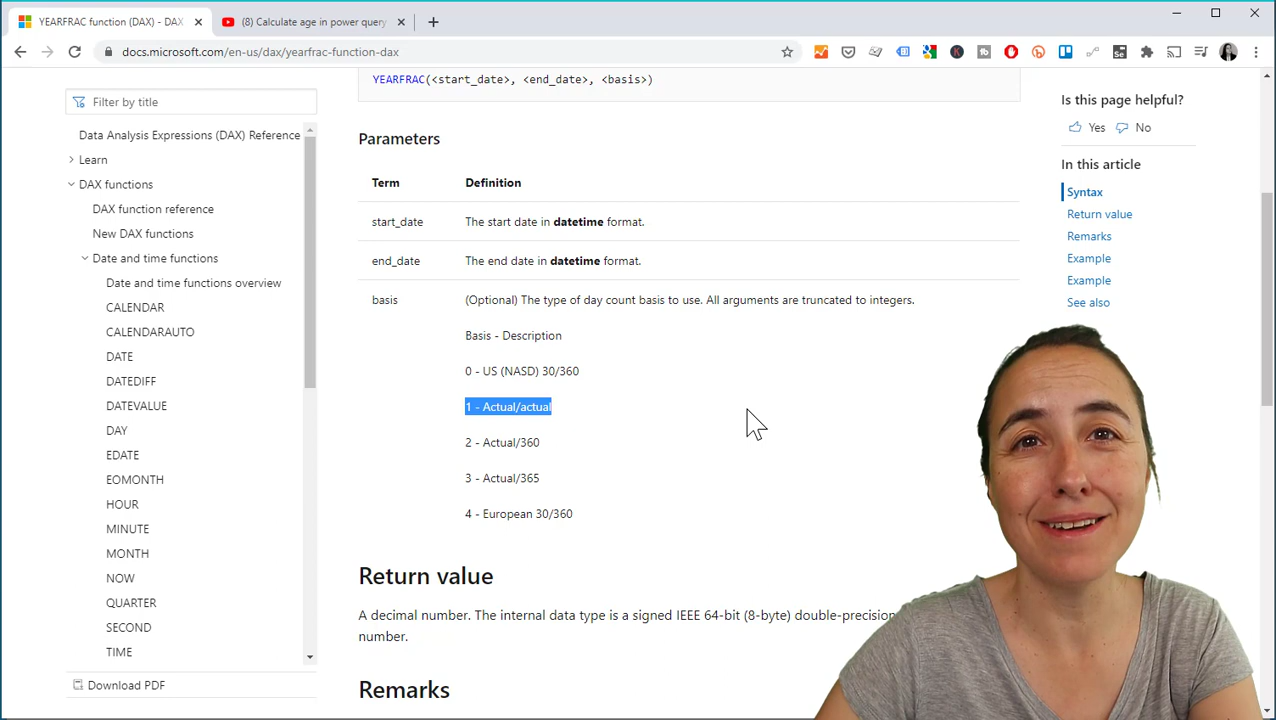 YEARFRAC function (DAX) - DAX
(8) Calculate age in power query
docs.microsoft.com/en-us/dax/yearfrac-function-dax
YEARFRAC(<start_date>, <end_date>, <basis>)
Filter by title
Data Analysis Expressions (DAX) Reference
Learn
DAX functions
DAX function reference
New DAX functions
Date and time functions
Date and time functions overview
CALENDAR
CALENDARAUTO
DATE
DATEDIFF
DATEVALUE
DAY
EDATE
EOMONTH
HOUR
MINUTE
MONTH
NOW
QUARTER
SECOND
TIME
Download PDF
Parameters
Term Definition
start_date The start date in datetime format.
end_date The end date in datetime format.
basis (Optional) The type of day count basis to use. All arguments are truncated to integers.
Basis - Description
0 - US (NASD) 30/360
1 - Actual/actual
2 - Actual/360
3 - Actual/365
4 - European 30/360
Return value
A decimal number. The internal data type is a signed IEEE 64-bit (8-byte) double-precision
number.
Remarks
Is this page helpful?
Yes No
In this article
Syntax
Return value
Remarks
Example
Example
See also